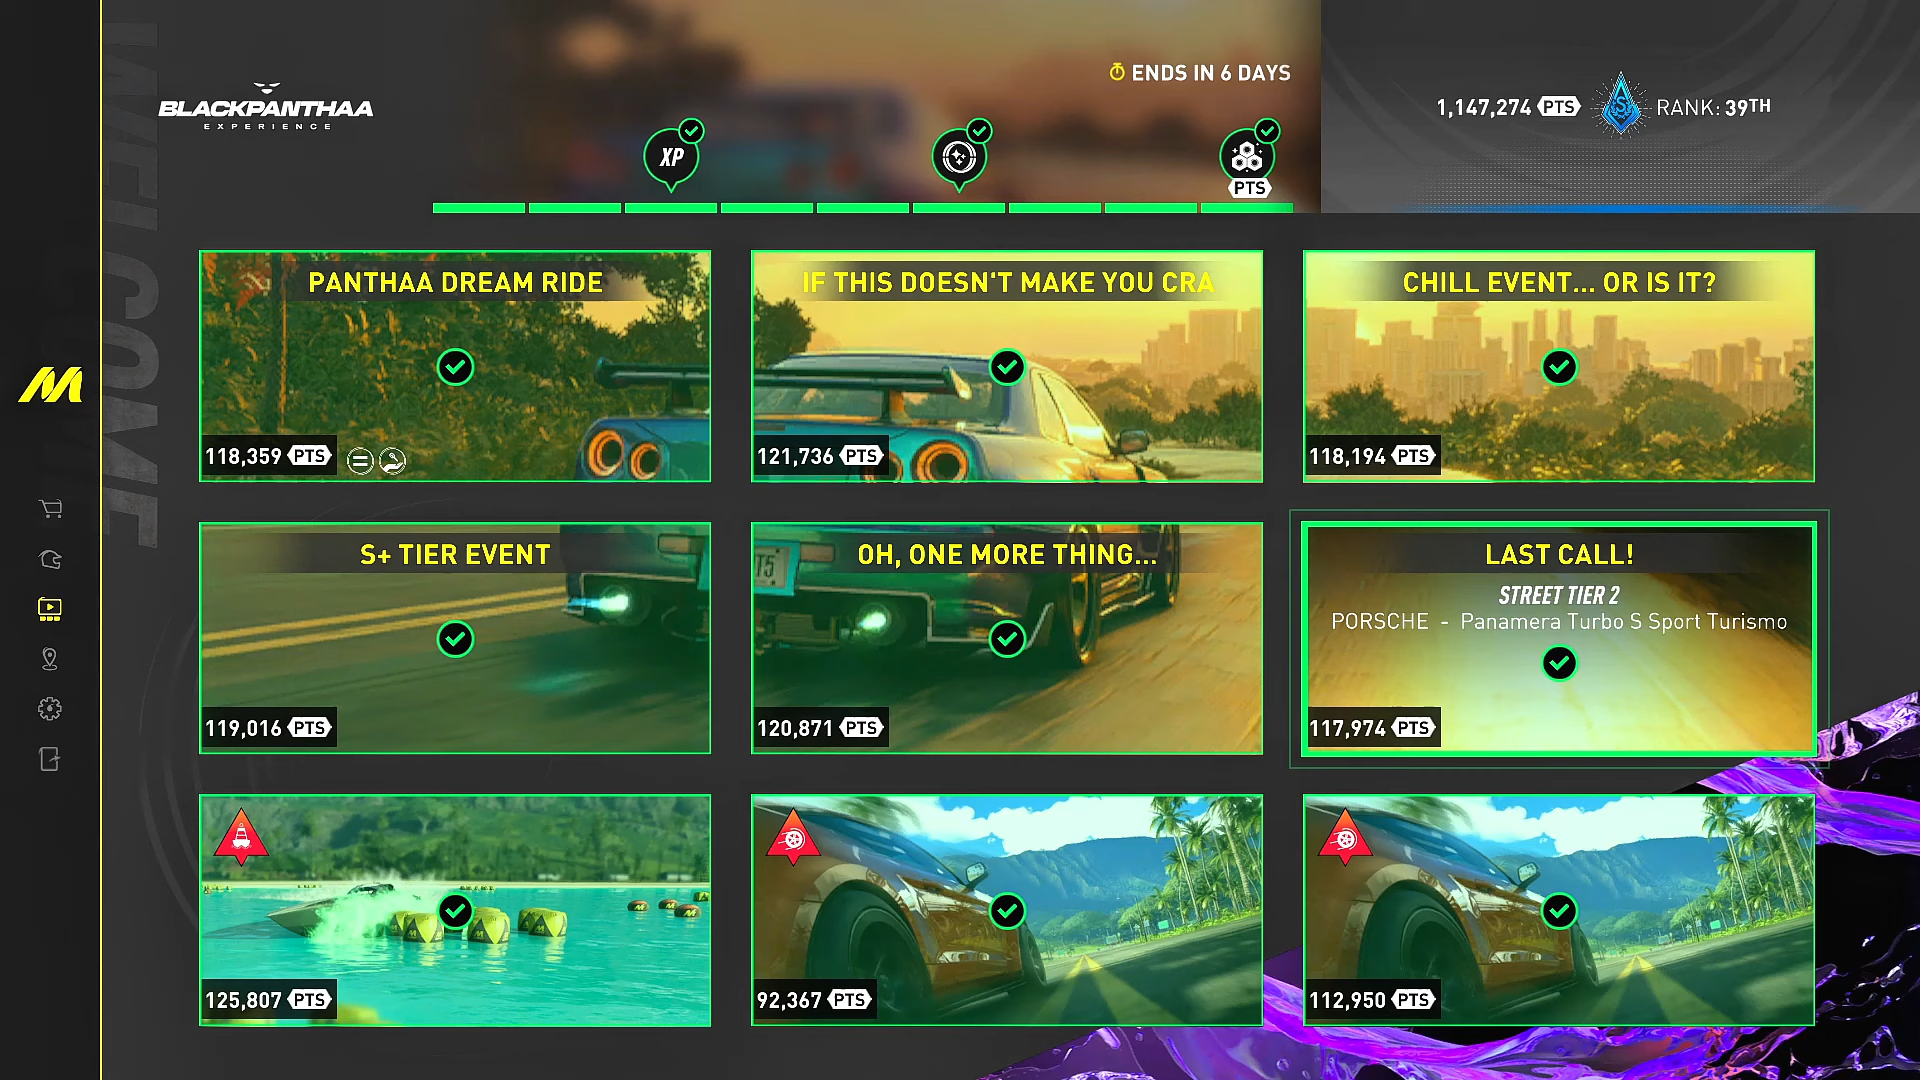 WELCOME
BLACKPANTHAA
EXPERIENCE
ENDS IN 6 DAYS
XP
PTS
1,147,274 PTS
S
RANK: 39TH
PANTHAA DREAM RIDE
118,359 PTS
IF THIS DOESN'T MAKE YOU CRA
121,736 PTS
CHILL EVENT... OR IS IT?
118,194 PTS
S+ TIER EVENT
119,016 PTS
OH, ONE MORE THING...
120,871 PTS
LAST CALL!
STREET TIER 2
PORSCHE - Panamera Turbo S Sport Turismo
117,974 PTS
125,807 PTS
92,367 PTS
112,950 PTS